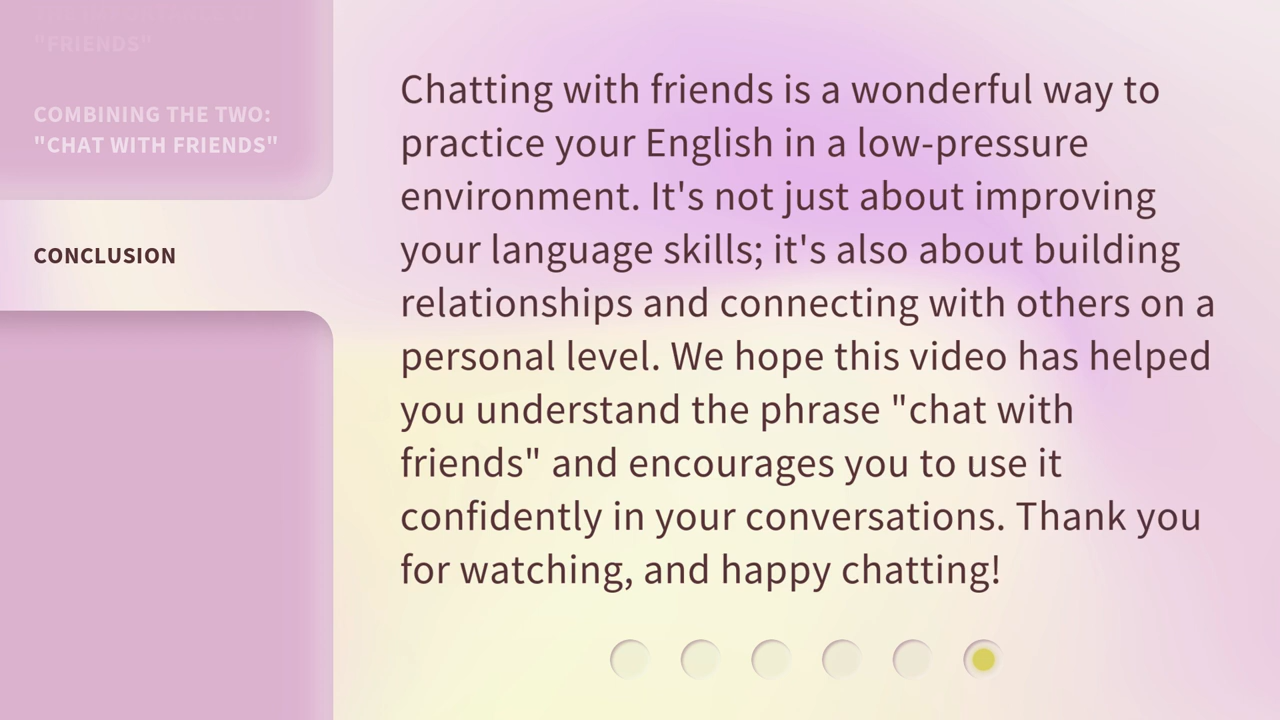 "FRIENDS"
COMBINING THE TWO:
"CHAT WITH FRIENDS"
CONCLUSION
Chatting with friends is a wonderful way to
practice your English in a low-pressure
environment. It's not just about improving
your language skills; it's also about building
relationships and connecting with others on a
personal level. We hope this video has helped
you understand the phrase "chat with
friends" and encourages you to use it
confidently in your conversations. Thank you
for watching, and happy chatting!